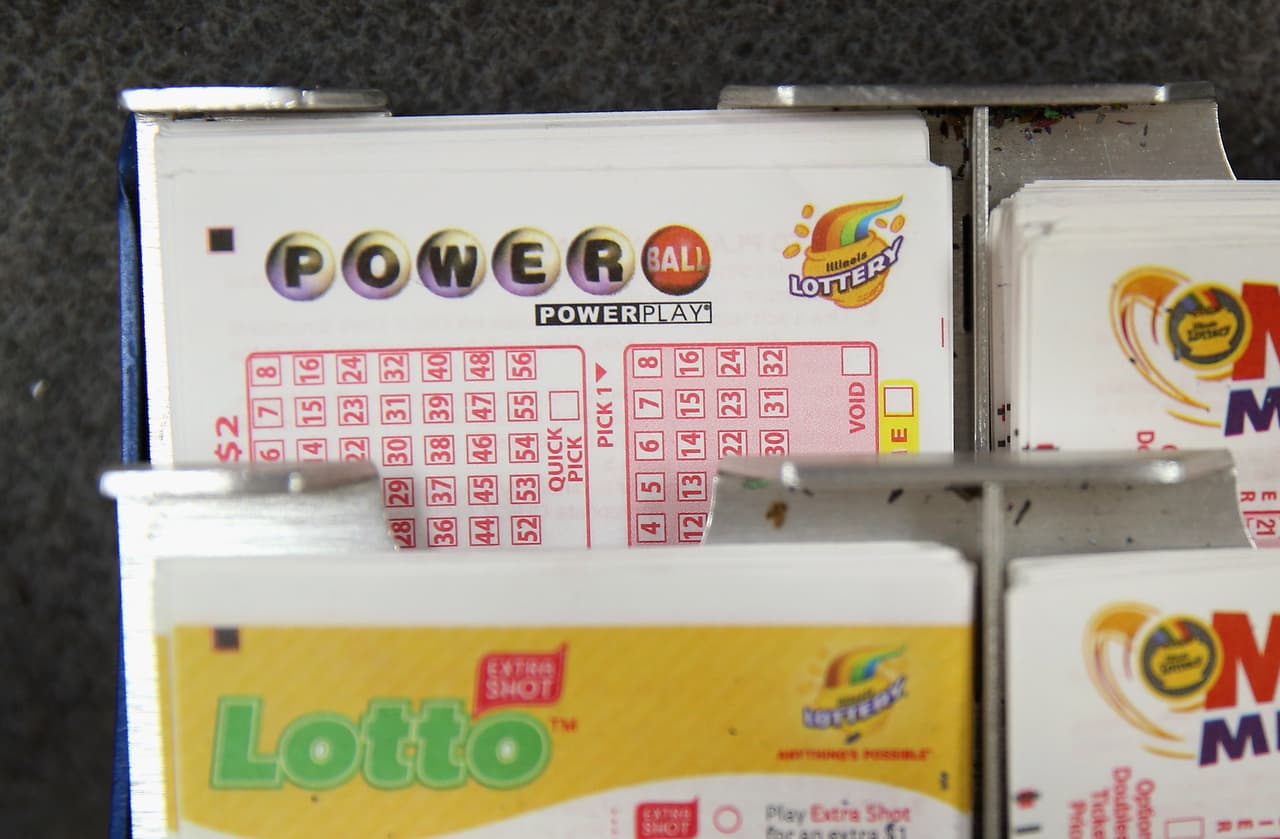 POWERBALL
POWERPLAY®
Illinois
LOTTERY
8 16 24 32 40 48 56
7 15 23 31 39 47 55
6 22 30 38 46 54
29 37 45 53
28 36 44 52
$2
QUICK
PICK
PICK 1
8 16 24 32
7 15 23 31
6 14 22 30
5 13
4 12
VOID
E
M
M
R
21
EXTRA
SHOT
Lotto™
LOTTERY
ANYTHING'S POSSIBLE
EXTRA
SHOT
Play Extra Shot
for an extra $1
M